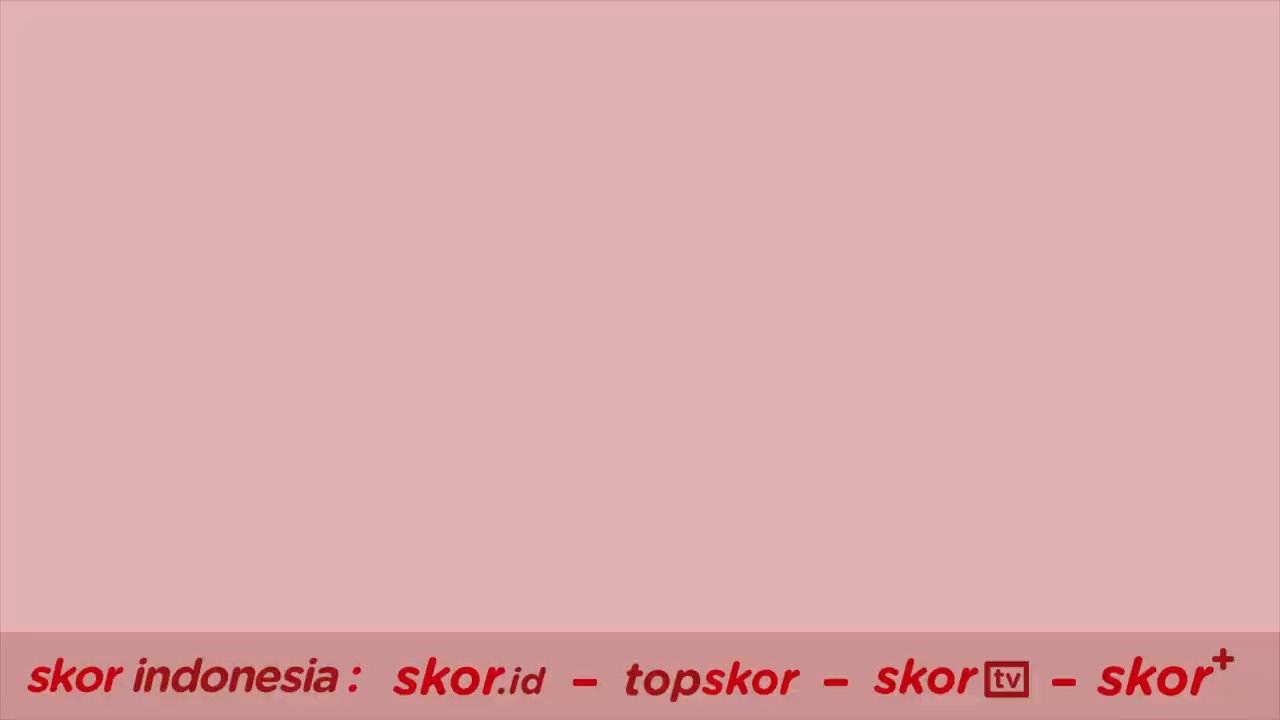 skor indonesia : skor.id – topskor – skor tv – skor+